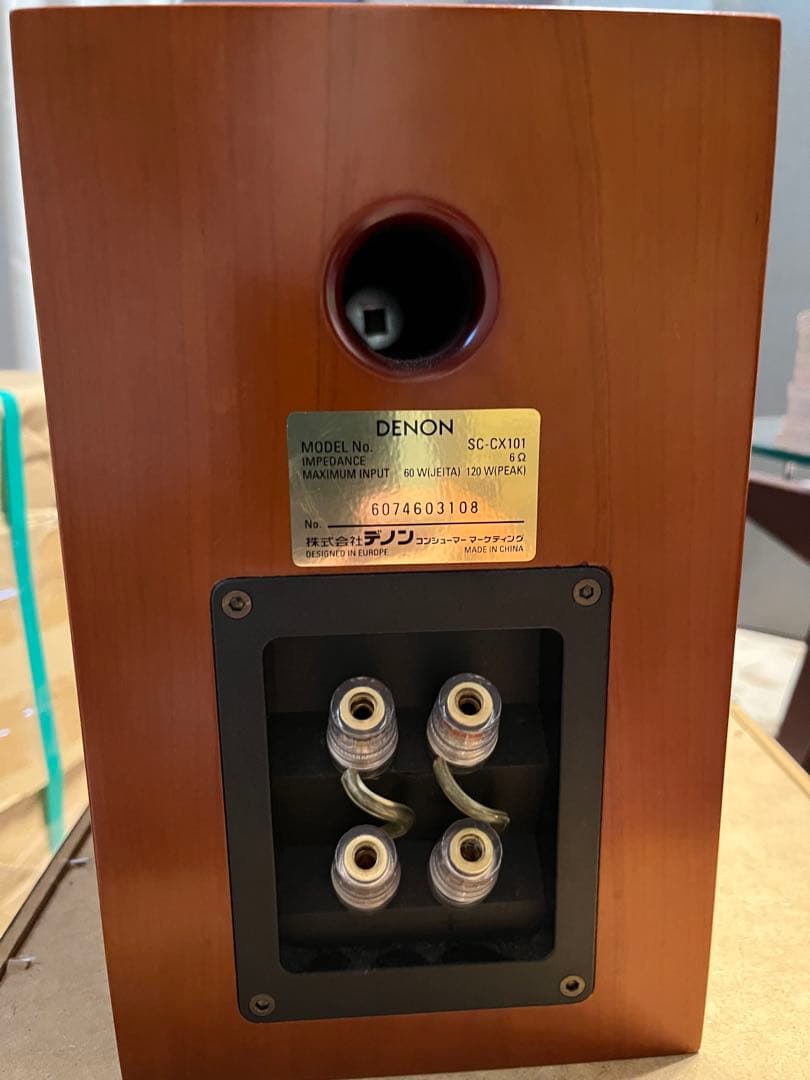 DENON
MODEL No. SC-CX101
IMPEDANCE 6 Ω
MAXIMUM INPUT 60 W(JEITA) 120 W(PEAK)
6074603108
No.
株式会社デノン コンシューマー マーケティング
DESIGNED IN EUROPE MADE IN CHINA